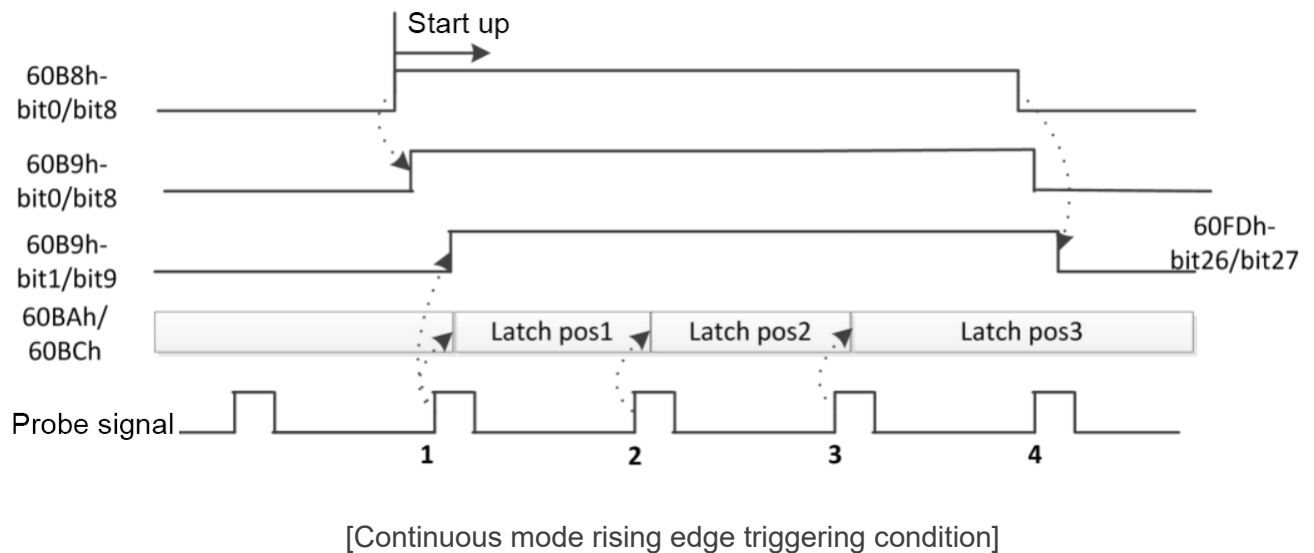 Start up
60B8h-
bit0/bit8
60B9h-
bit0/bit8
60B9h-
bit1/bit9
60FDh-
bit26/bit27
60BAh/
60BCh
Latch pos1
Latch pos2
Latch pos3
Probe signal
1
2
3
4
[Continuous mode rising edge triggering condition]